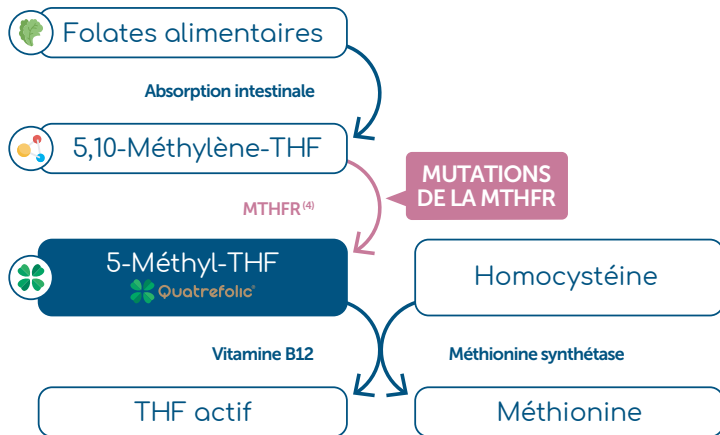 Folates alimentaires
Absorption intestinale
5,10-Méthylène-THF
MTHFR (4)
MUTATIONS
DE LA MTHFR
5-Méthyl-THF
Quatrefolic®
Homocystéine
Vitamine B12
Méthionine synthétase
THF actif
Méthionine